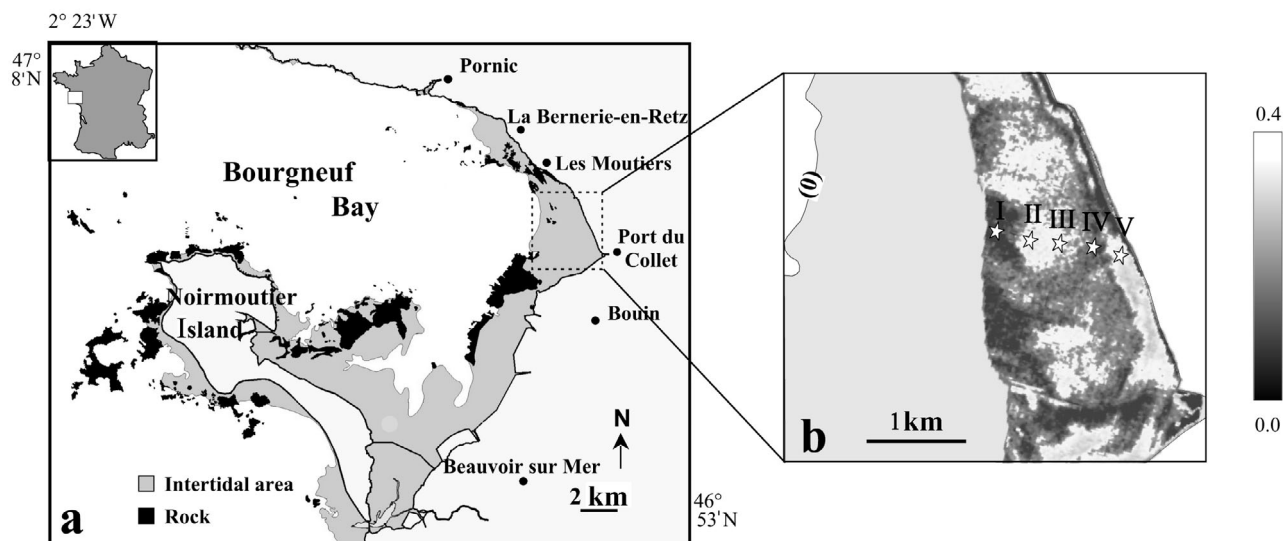 2° 23'W
47°
8'N
Pornic
La Bernerie-en-Retz
Les Moutiers
Bourgneuf
Bay
Port du
Collet
Noirmoutier
Island
Bouin
N
Beauvoir sur Mer
2 km
Intertidal area
Rock
a
46°
53'N
(0)
I II III IV V
1km
b
0.4
0.0